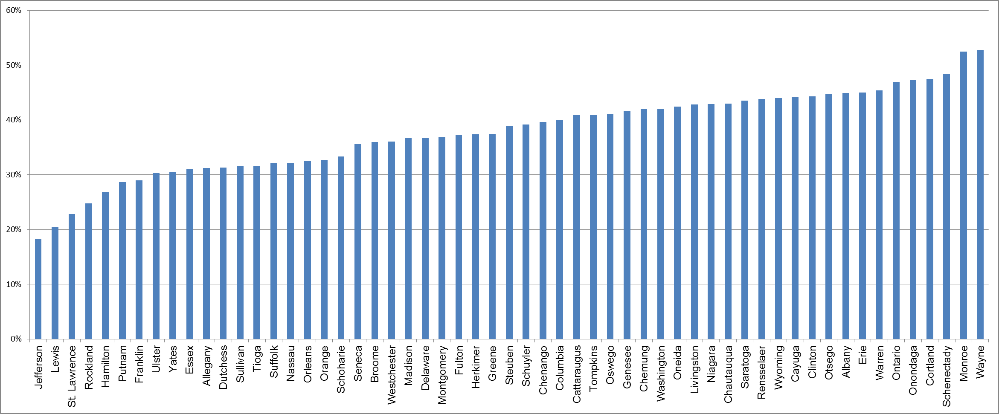 60%
50%
40%
30%
20%
10%
0%
Jefferson
Lewis
St. Lawrence
Rockland
Hamilton
Putnam
Franklin
Ulster
Yates
Essex
Allegany
Dutchess
Sullivan
Tioga
Suffolk
Nassau
Orleans
Orange
Schoharie
Seneca
Broome
Westchester
Madison
Delaware
Montgomery
Fulton
Herkimer
Greene
Steuben
Schuyler
Chenango
Columbia
Cattaraugus
Tompkins
Oswego
Genesee
Chemung
Washington
Oneida
Livingston
Niagara
Chautauqua
Saratoga
Rensselaer
Wyoming
Cayuga
Clinton
Otsego
Albany
Erie
Warren
Ontario
Onondaga
Cortland
Schenectady
Monroe
Wayne